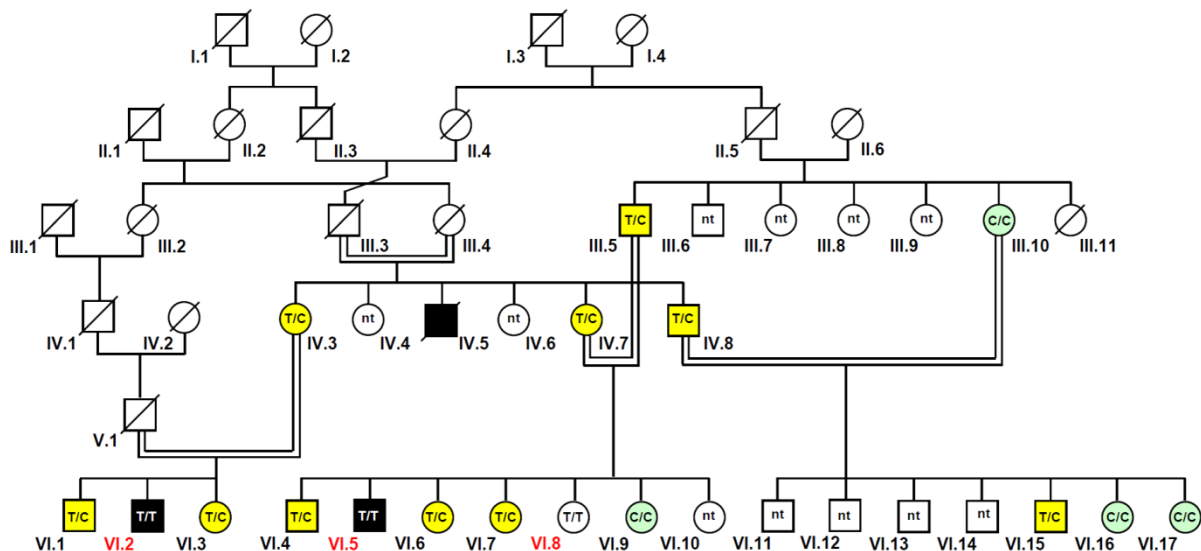 I.1 I.2 I.3 I.4
II.1 II.2 II.3 II.4 II.5 II.6
T/C nt nt nt nt C/C
III.1 III.2 III.3 III.4 III.5 III.6 III.7 III.8 III.9 III.10 III.11
T/C nt nt T/C T/C
IV.1 IV.2 IV.3 IV.4 IV.5 IV.6 IV.7 IV.8
V.1
T/C T/T T/C T/C T/T T/C T/C T/T C/C nt nt nt nt nt T/C C/C C/C
VI.1 VI.2 VI.3 VI.4 VI.5 VI.6 VI.7 VI.8 VI.9 VI.10 VI.11 VI.12 VI.13 VI.14 VI.15 VI.16 VI.17